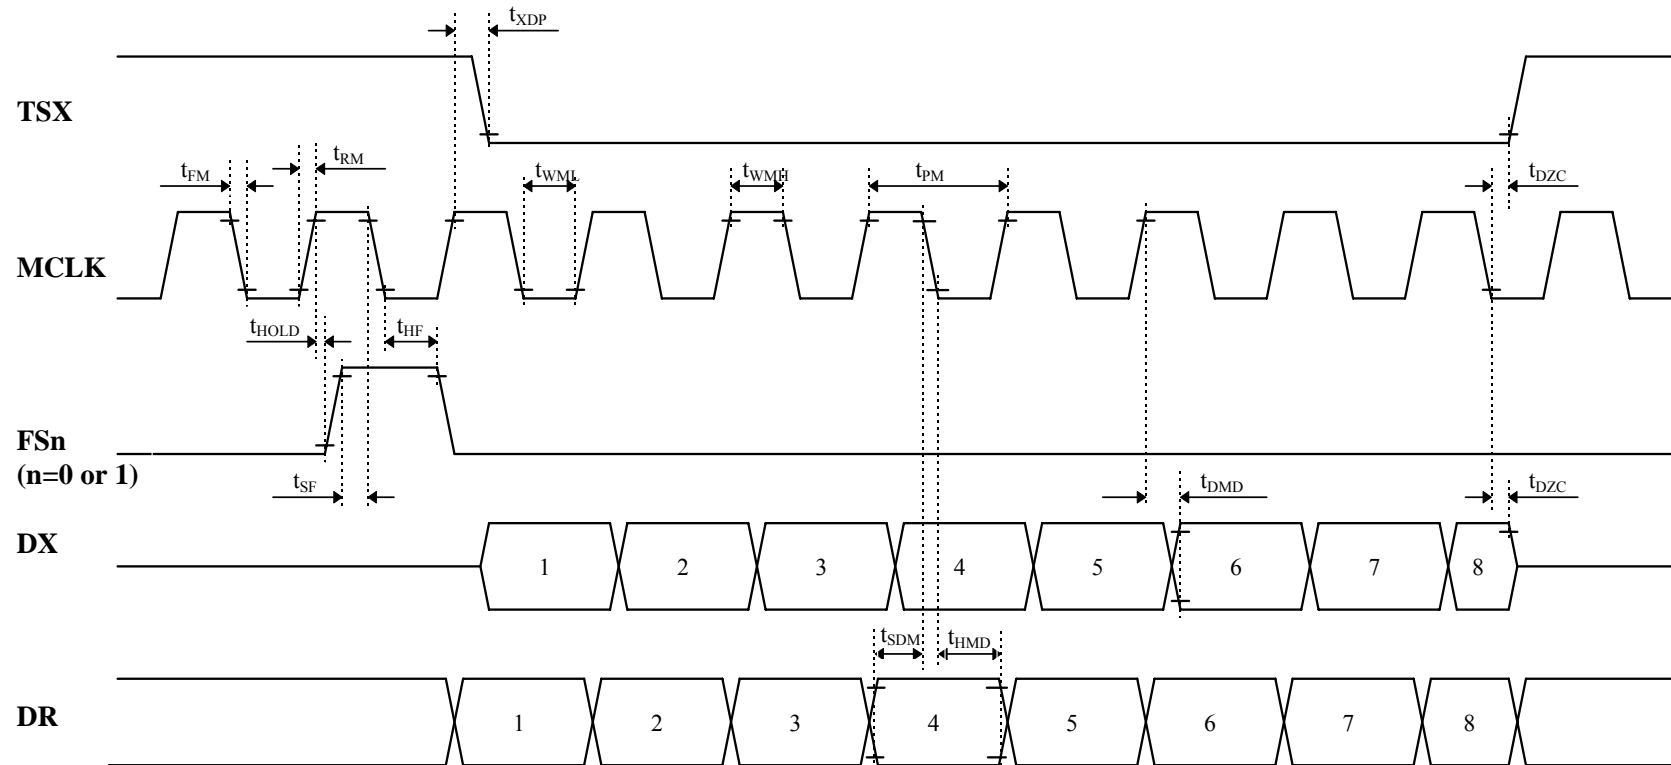 tXDP
TSX
tFM
tRM
tWML
tWMH
tPM
tDZC
MCLK
tHOLD
tHF
FSn
(n=0 or 1)
tSF
tDMD
tDZC
DX
1 2 3 4 5 6 7 8
tSDM
tHMD
DR
1 2 3 4 5 6 7 8